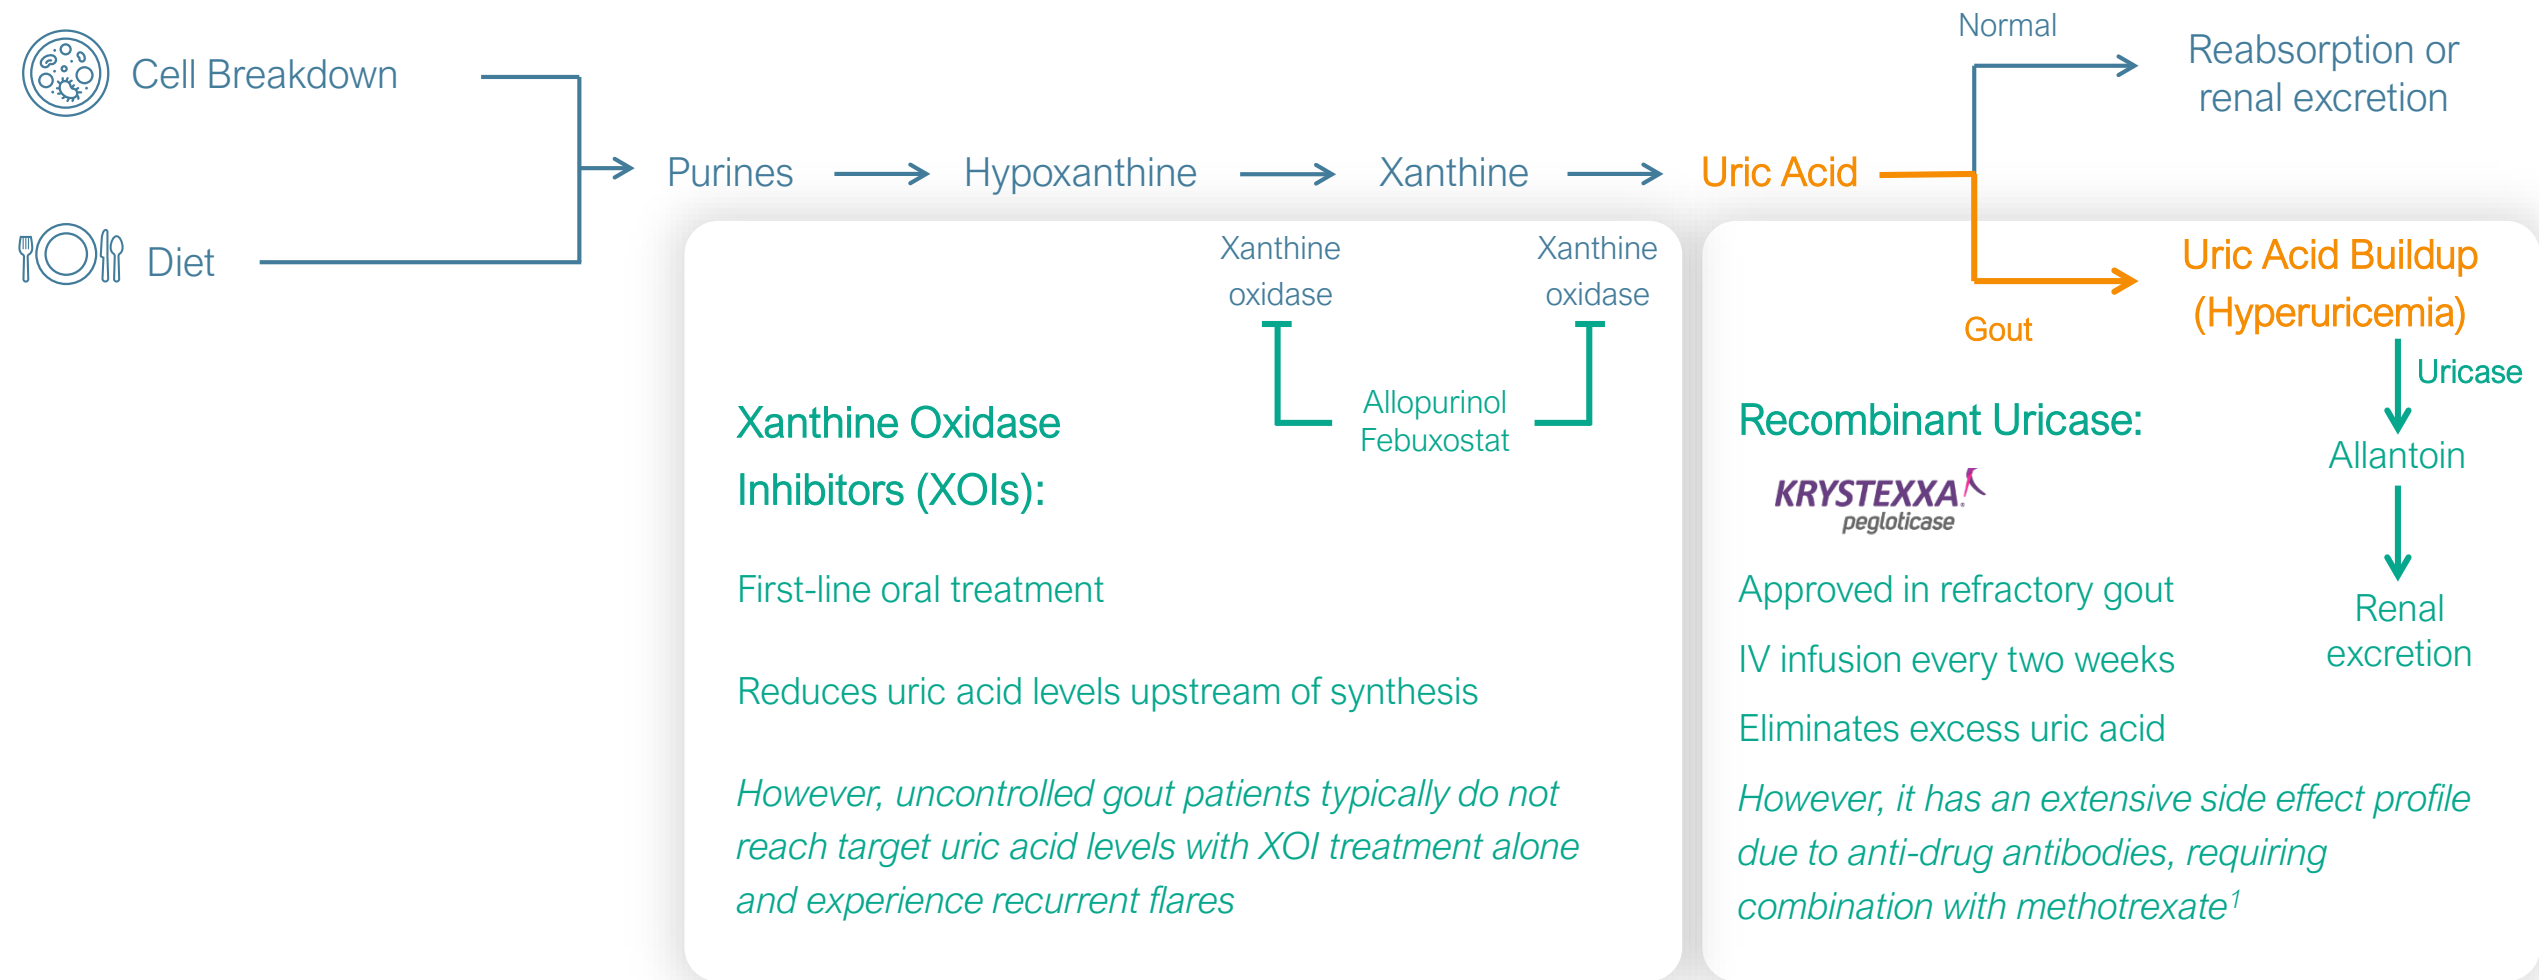 Cell Breakdown
Diet
Purines
Hypoxanthine
Xanthine
Uric Acid
Normal
Reabsorption or
renal excretion
Gout
Uric Acid Buildup
(Hyperuricemia)
Uricase
Allantoin
Renal
excretion
Xanthine
oxidase
Xanthine
oxidase
Allopurinol
Febuxostat
Xanthine Oxidase
Inhibitors (XOIs):
First-line oral treatment
Reduces uric acid levels upstream of synthesis
However, uncontrolled gout patients typically do not
reach target uric acid levels with XOI treatment alone
and experience recurrent flares
Recombinant Uricase:
KRYSTEXXA®
pegloticase
Approved in refractory gout
IV infusion every two weeks
Eliminates excess uric acid
However, it has an extensive side effect profile
due to anti-drug antibodies, requiring
combination with methotrexate¹